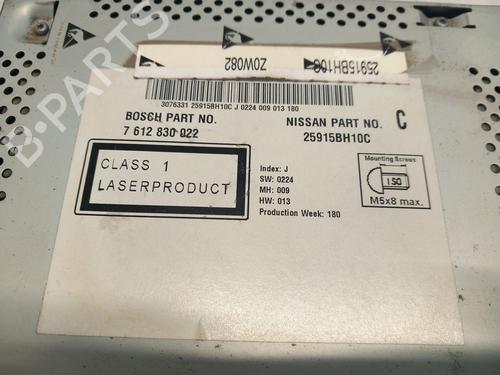 B-PARTS
Z0W082
25915BH10C
3076331 25915BH10C J 0224 009 013 180
BOSCH PART NO.
7 612 830 022
NISSAN PART NO.
25915BH10C
C
CLASS 1
LASERPRODUCT
Index: J
SW: 0224
MH: 009
HW: 013
Production Week: 180
Mounting Screws
ISO
M5x8 max.